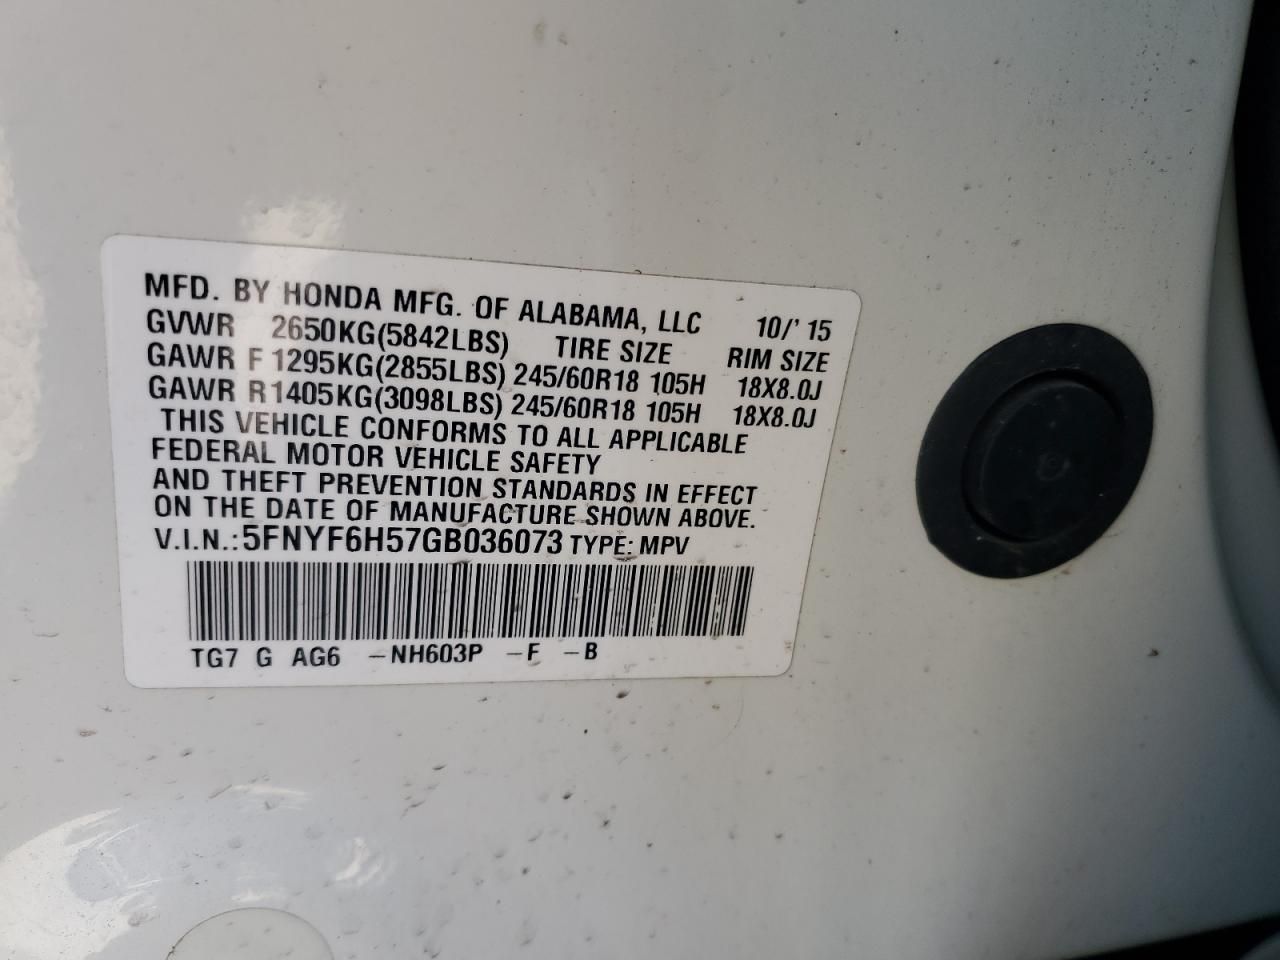 MFD. BY HONDA MFG. OF ALABAMA, LLC 10/'15
GVWR 2650KG(5842LBS) TIRE SIZE RIM SIZE
GAWR F 1295KG(2855LBS) 245/60R18 105H 18X8.0J
GAWR R1405KG(3098LBS) 245/60R18 105H 18X8.0J
THIS VEHICLE CONFORMS TO ALL APPLICABLE
FEDERAL MOTOR VEHICLE SAFETY
AND THEFT PREVENTION STANDARDS IN EFFECT
ON THE DATE OF MANUFACTURE SHOWN ABOVE.
V.I.N.:5FNYF6H57GB036073 TYPE: MPV
TG7 G AG6 -NH603P -F -B